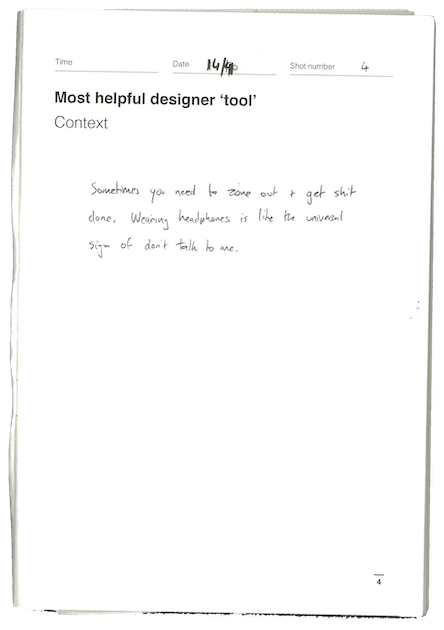 Time Date 14/ Shot number 4
Most helpful designer ‘tool’
Context
Sometimes you need to zone out + get shit
done. Wearing headphones is like the universal
sign of don't talk to me.
4